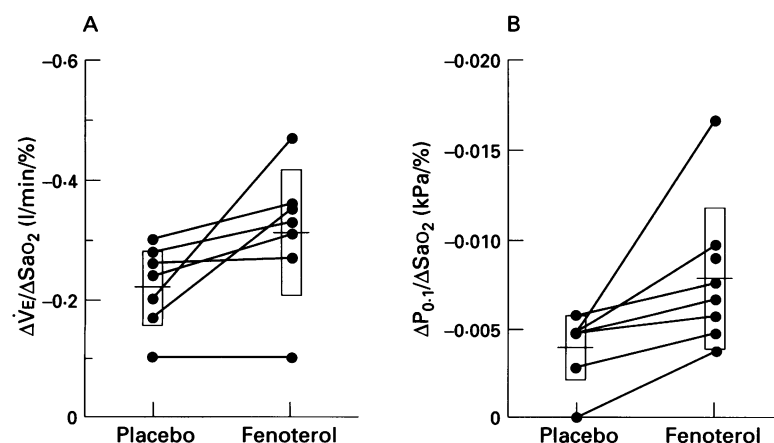 A
−0·6
−0·4
−0·2
0
ΔV̇E/ΔSaO2 (l/min/%)
Placebo
Fenoterol
B
−0·020
−0·015
−0·010
−0·005
0
ΔP0·1/ΔSaO2 (kPa/%)
Placebo
Fenoterol